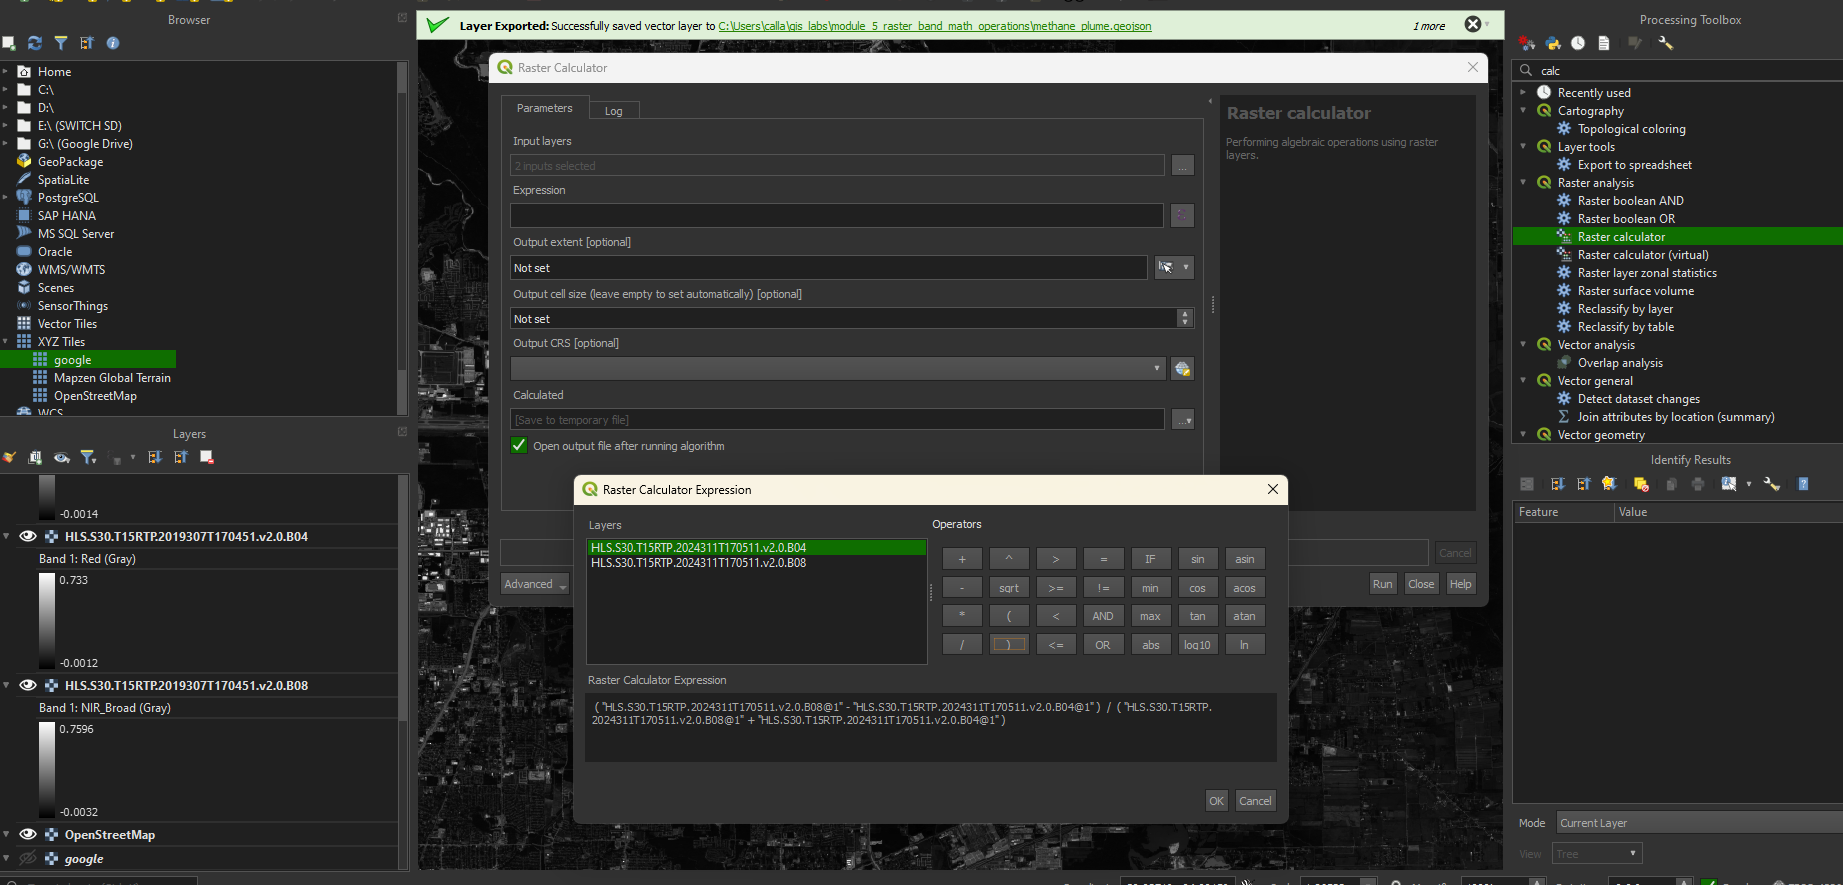 Browser
Home
C:\
D:\
E:\ (SWITCH SD)
G:\ (Google Drive)
GeoPackage
SpatiaLite
PostgreSQL
SAP HANA
MS SQL Server
Oracle
WMS/WMTS
Scenes
SensorThings
Vector Tiles
XYZ Tiles
google
Mapzen Global Terrain
OpenStreetMap
WCS
Layers
-0.0014
HLS.S30.T15RTP.2019307T170451.v2.0.B04
Band 1: Red (Gray)
0.733
-0.0012
HLS.S30.T15RTP.2019307T170451.v2.0.B08
Band 1: NIR_Broad (Gray)
0.7596
-0.0032
OpenStreetMap
google
Layer Exported: Successfully saved vector layer to C:\Users\calla\gis_labs\module_5_raster_band_math_operations\methane_plume.geojson
1 more
Raster Calculator
Parameters
Log
Input layers
2 inputs selected
...
Expression
Output extent [optional]
Not set
Output cell size (leave empty to set automatically) [optional]
Not set
Output CRS [optional]
Calculated
[Save to temporary file]
...
Open output file after running algorithm
Raster calculator
Performing algebraic operations using raster
layers.
Advanced
Cancel
Run Close Help
Raster Calculator Expression
Layers
HLS.S30.T15RTP.2024311T170511.v2.0.B04
HLS.S30.T15RTP.2024311T170511.v2.0.B08
Operators
+ ^ > = IF sin asin
- sqrt >= != min cos acos
* ( < AND max tan atan
/ ) <= OR abs log10 ln
Raster Calculator Expression
( "HLS.S30.T15RTP.2024311T170511.v2.0.B08@1" - "HLS.S30.T15RTP.2024311T170511.v2.0.B04@1" ) / ( "HLS.S30.T15RTP.
2024311T170511.v2.0.B08@1" + "HLS.S30.T15RTP.2024311T170511.v2.0.B04@1" )
OK Cancel
Processing Toolbox
calc
Recently used
Cartography
Topological coloring
Layer tools
Export to spreadsheet
Raster analysis
Raster boolean AND
Raster boolean OR
Raster calculator
Raster calculator (virtual)
Raster layer zonal statistics
Raster surface volume
Reclassify by layer
Reclassify by table
Vector analysis
Overlap analysis
Vector general
Detect dataset changes
Join attributes by location (summary)
Vector geometry
Identify Results
Feature Value
Mode Current Layer
View Tree